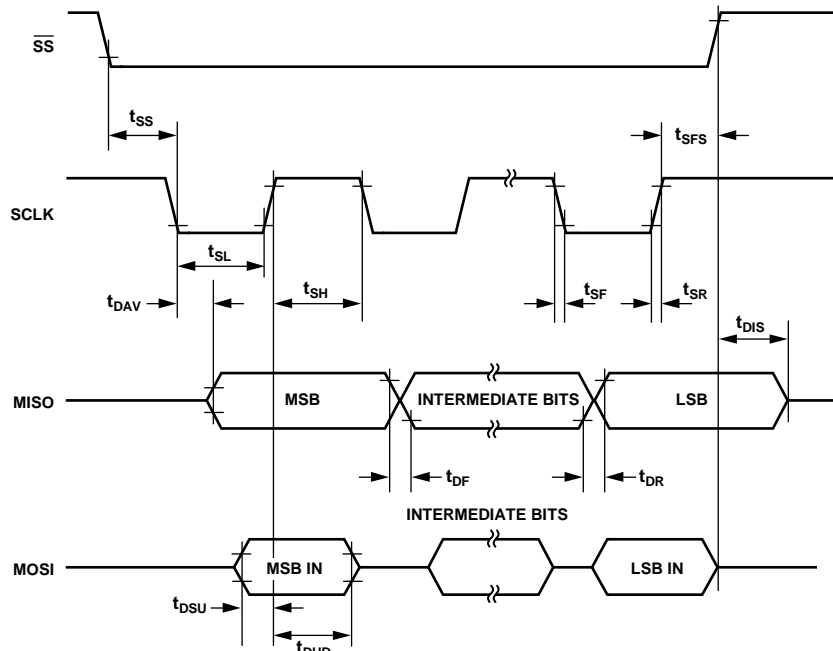 SS
tSS
tSFS
SCLK
tSL
tDAV
tSH
tSF
tSR
tDIS
MISO
MSB
INTERMEDIATE BITS
LSB
tDF
tDR
INTERMEDIATE BITS
MOSI
MSB IN
LSB IN
tDSU